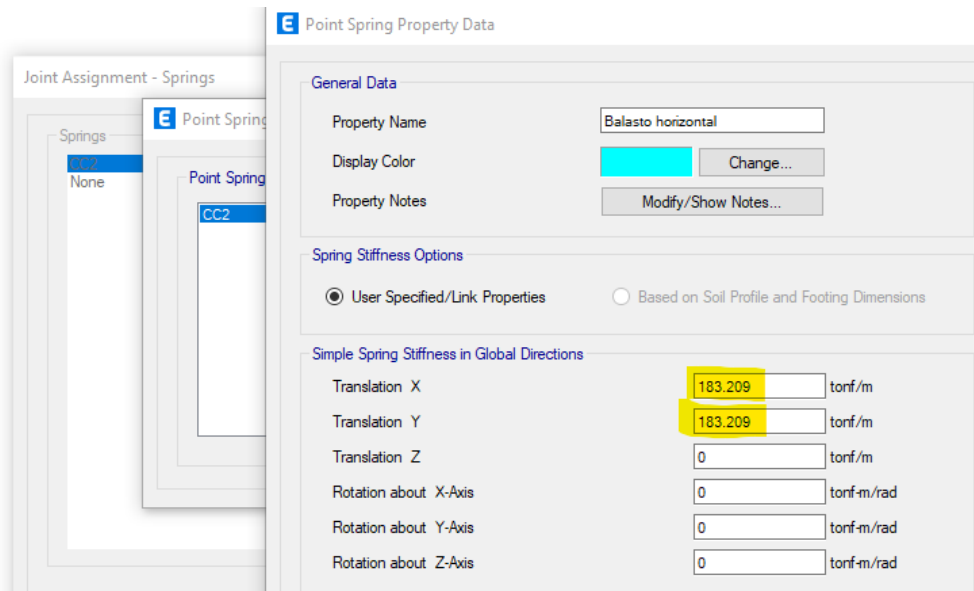 Point Spring Property Data
Joint Assignment - Springs
Springs
CC2
None
Point Spring
Point Spring
CC2
General Data
Property Name Balasto horizontal
Display Color Change...
Property Notes Modify/Show Notes...
Spring Stiffness Options
User Specified/Link Properties Based on Soil Profile and Footing Dimensions
Simple Spring Stiffness in Global Directions
Translation X 183.209 tonf/m
Translation Y 183.209 tonf/m
Translation Z 0 tonf/m
Rotation about X-Axis 0 tonf-m/rad
Rotation about Y-Axis 0 tonf-m/rad
Rotation about Z-Axis 0 tonf-m/rad